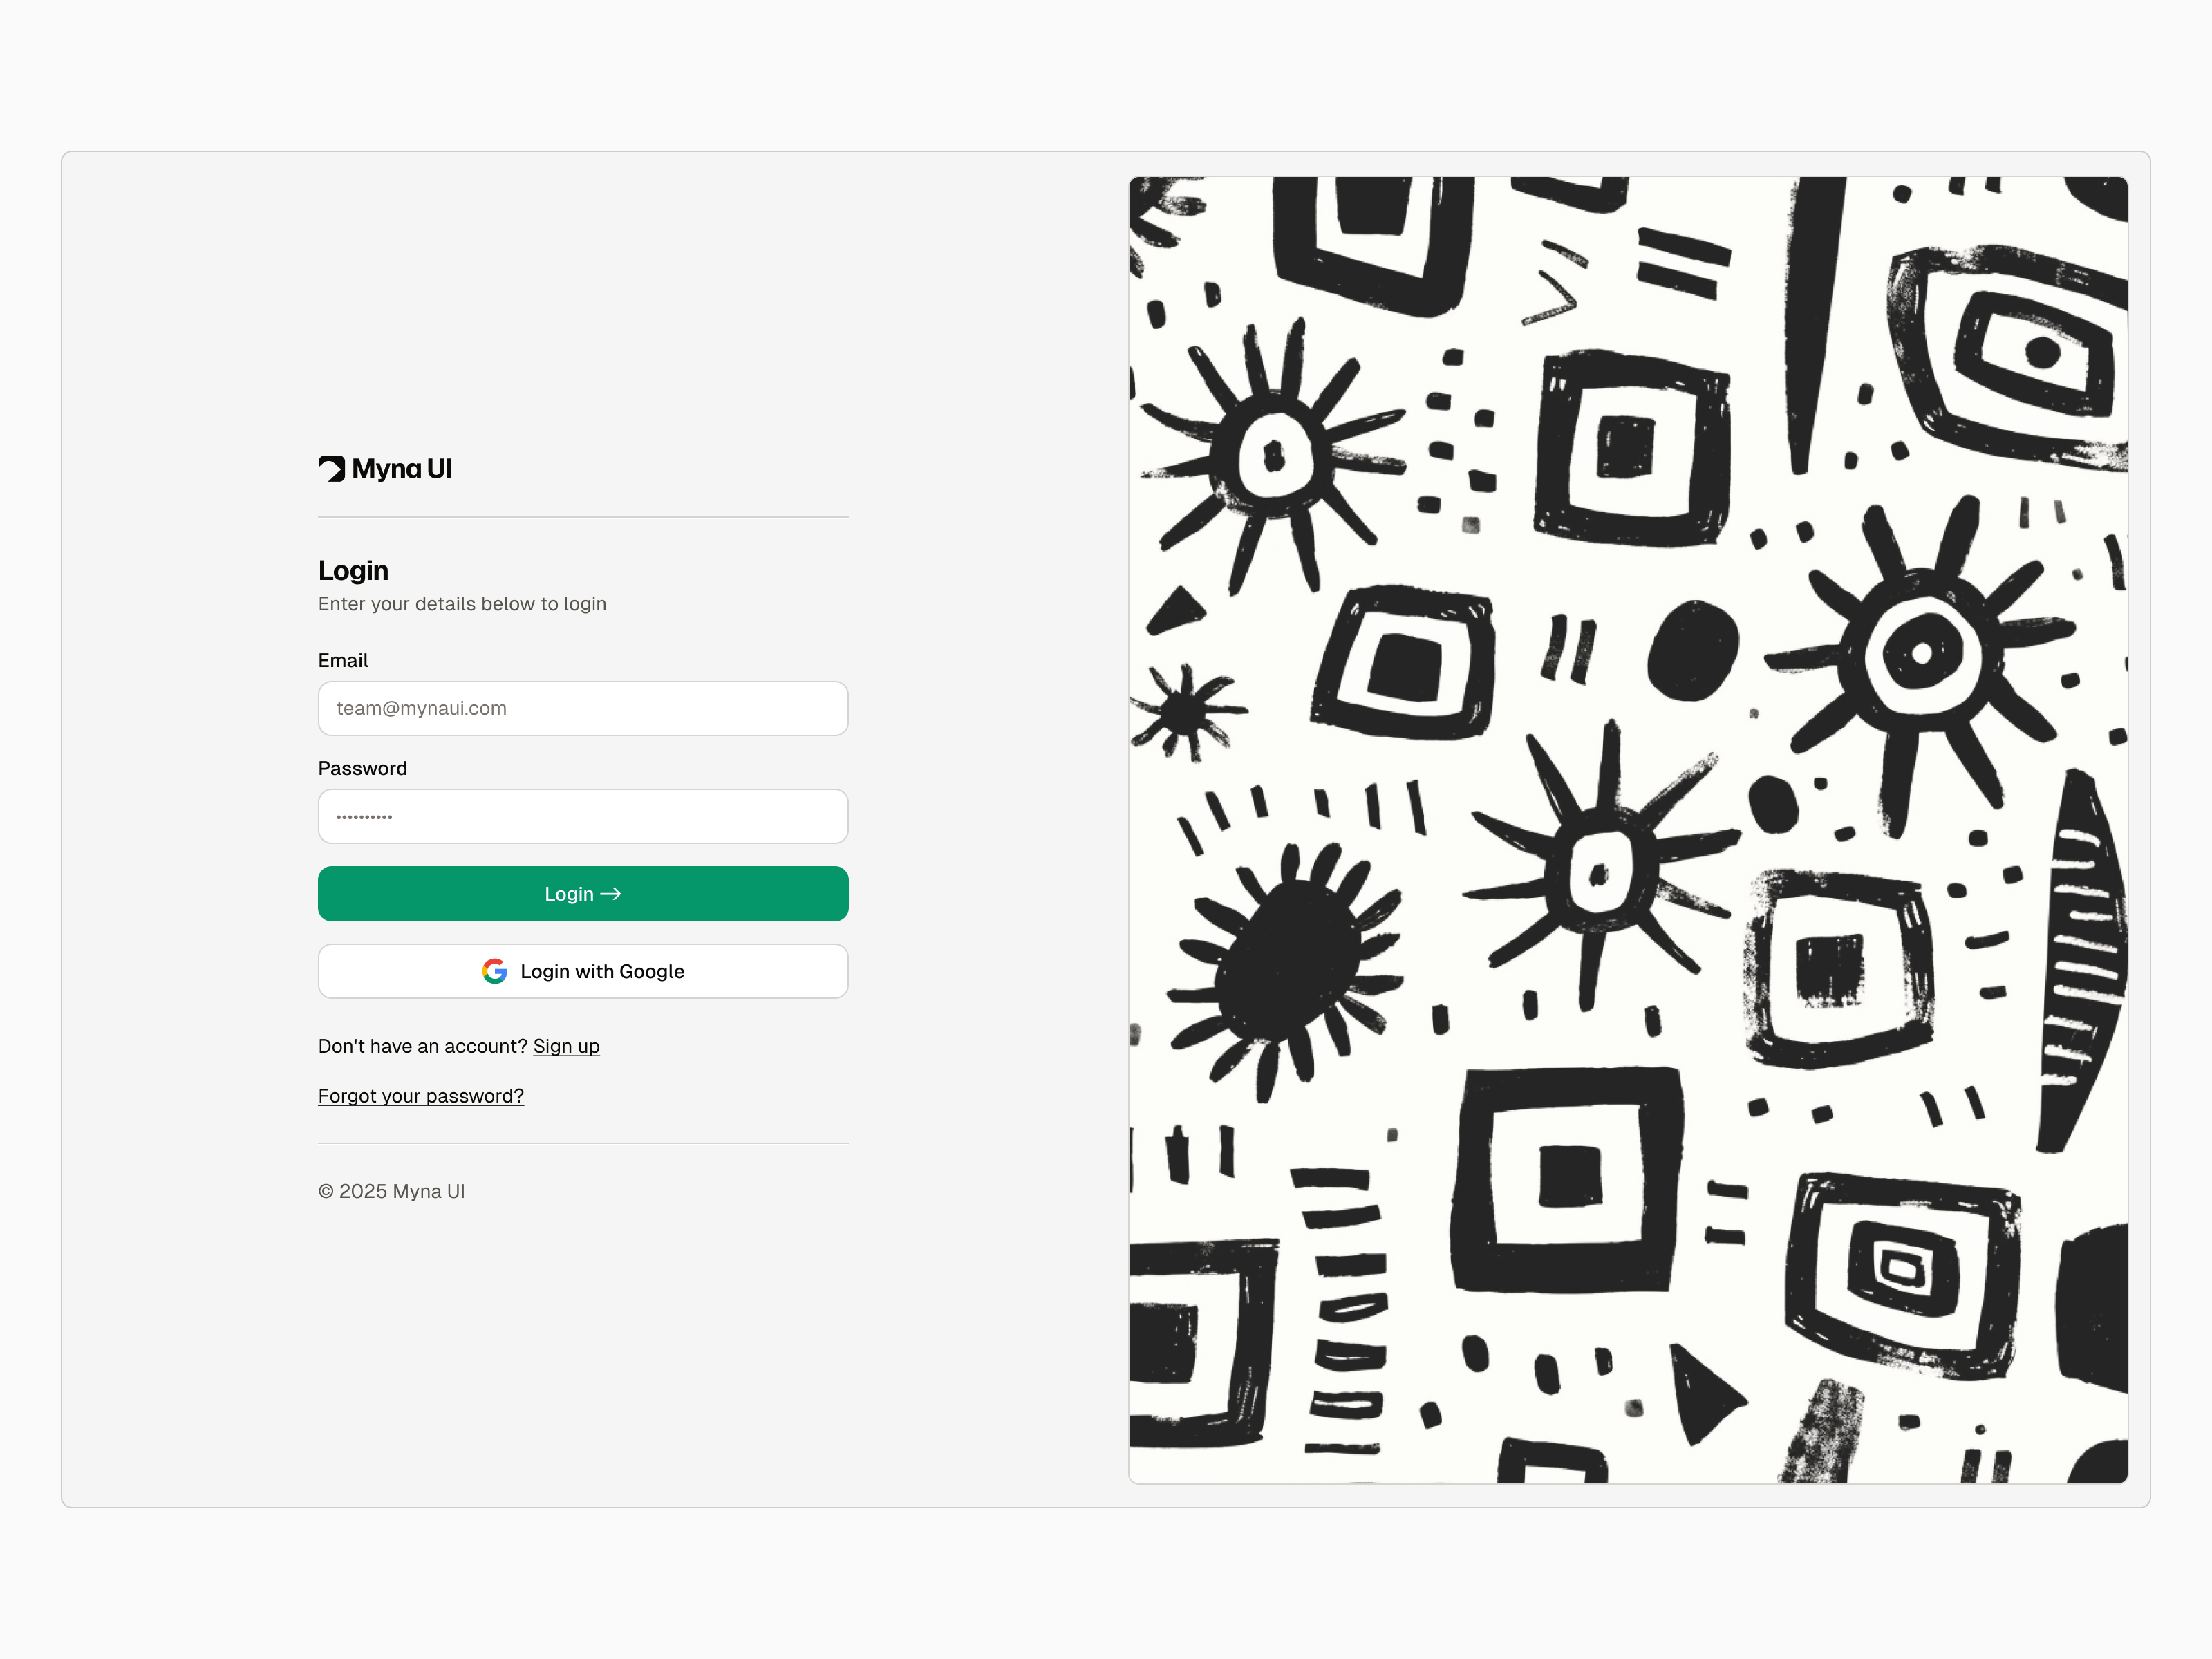 Myna UI
Login
Enter your details below to login
Email
team@mynaui.com
Password
••••••••••
Login →
Login with Google
Don't have an account? Sign up
Forgot your password?
© 2025 Myna UI